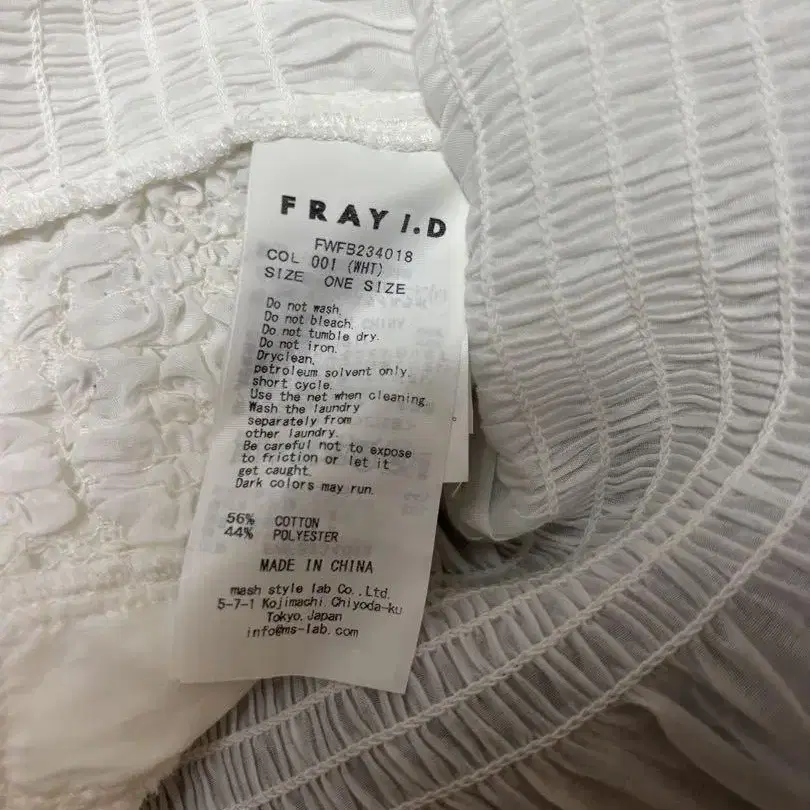 FRAY I.D
FWFB234018
COL 001 (WHT)
SIZE ONE SIZE
Do not wash.
Do not bleach.
Do not tumble dry.
Do not iron.
Dryclean,
petroleum solvent only.
short cycle.
Use the net when cleaning.
Wash the laundry
separately from
other laundry.
Be careful not to expose
to friction or let it
get caught.
Dark colors may run.
56% COTTON
44% POLYESTER
MADE IN CHINA
mash style lab Co.,Ltd.
5-7-1 Kojimachi Chiyoda-ku
Tokyo,Japan
info@ms-lab.com